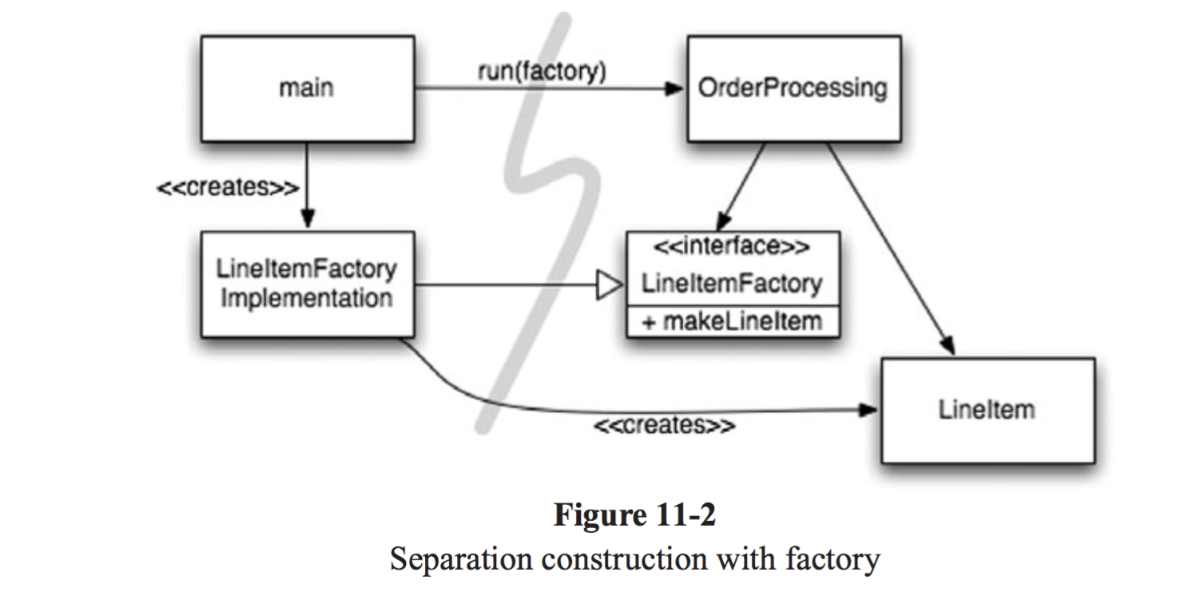 main
run(factory)
OrderProcessing
<<creates>>
LineItemFactory
Implementation
<<interface>>
LineItemFactory
+ makeLineItem
LineItem
<<creates>>
Figure 11-2
Separation construction with factory